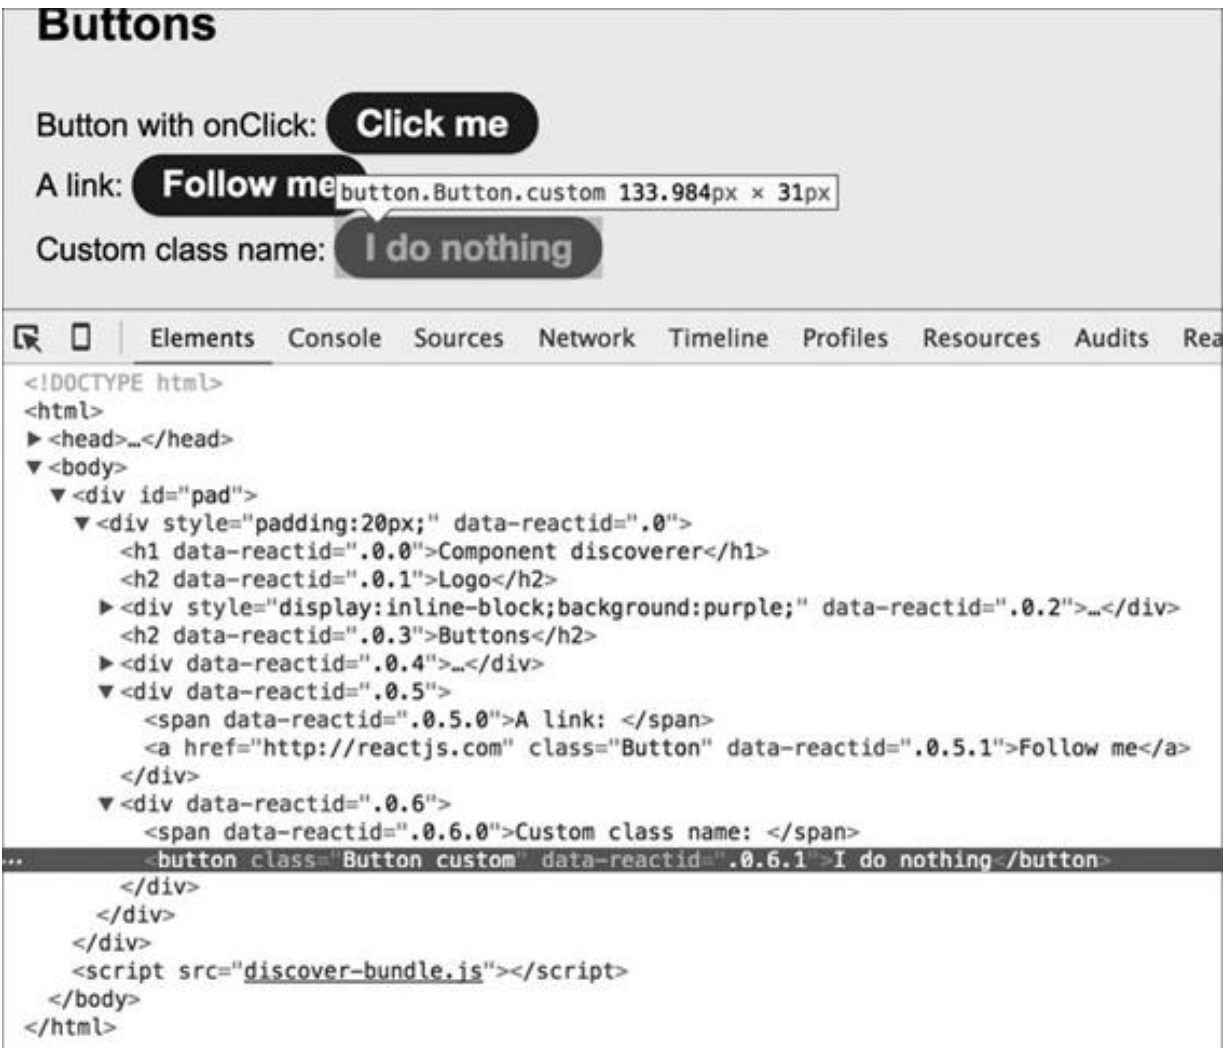 Buttons
Button with onClick: Click me
A link: Follow me
button.Button.custom 133.984px × 31px
Custom class name: I do nothing
Elements Console Sources Network Timeline Profiles Resources Audits Rea
<!DOCTYPE html>
<html>
▶<head>…</head>
▼<body>
▼<div id="pad">
▼<div style="padding:20px;" data-reactid=".0">
<h1 data-reactid=".0.0">Component discoverer</h1>
<h2 data-reactid=".0.1">Logo</h2>
▶<div style="display:inline-block;background:purple;" data-reactid=".0.2">…</div>
<h2 data-reactid=".0.3">Buttons</h2>
▶<div data-reactid=".0.4">…</div>
▼<div data-reactid=".0.5">
<span data-reactid=".0.5.0">A link: </span>
<a href="http://reactjs.com" class="Button" data-reactid=".0.5.1">Follow me</a>
</div>
▼<div data-reactid=".0.6">
<span data-reactid=".0.6.0">Custom class name: </span>
… <button class="Button custom" data-reactid=".0.6.1">I do nothing</button>
</div>
</div>
</div>
<script src="discover-bundle.js"></script>
</body>
</html>